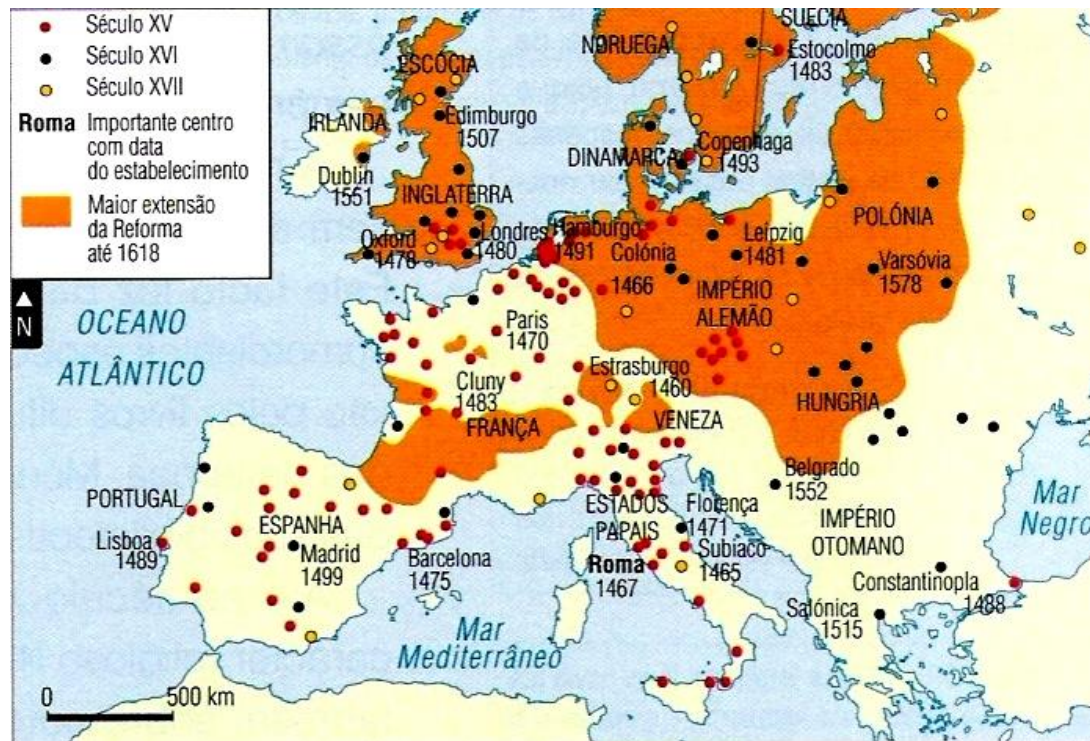 Século XV
Século XVI
Século XVII
Roma Importante centro
com data
do estabelecimento
Maior extensão
da Reforma
até 1618
N
OCEANO
ATLÂNTICO
NORUEGA
SUÉCIA
Estocolmo
1483
ESCÓCIA
Edimburgo
1507
IRLANDA
Dublin
1551
INGLATERRA
Oxford
1478
Londres
1480
DINAMARCA
Copenhaga
1493
Hamburgo
1491
Colónia
1466
Leipzig
1481
IMPÉRIO
ALEMÃO
POLÓNIA
Varsóvia
1578
Paris
1470
Cluny
1483
Estrasburgo
1460
FRANÇA
VENEZA
HUNGRIA
Belgrado
1552
PORTUGAL
Lisboa
1489
ESPANHA
Madrid
1499
Barcelona
1475
ESTADOS
PAPAIS
Florença
1471
Roma
1467
Subiaco
1465
IMPÉRIO
OTOMANO
Constantinopla
1488
Salónica
1515
Mar
Negro
Mar
Mediterrâneo
0 500 km